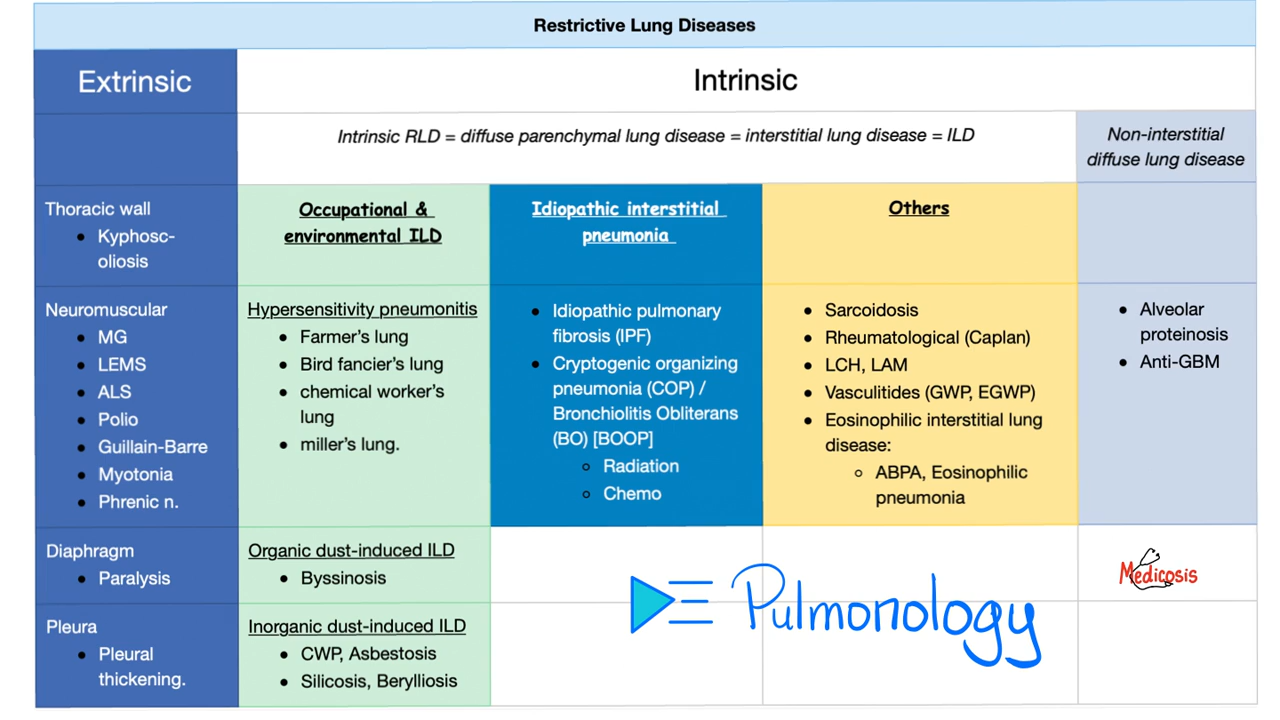 Restrictive Lung Diseases
Extrinsic
Intrinsic
Intrinsic RLD = diffuse parenchymal lung disease = interstitial lung disease = ILD
Non-interstitial
diffuse lung disease
Thoracic wall
• Kyphosc-
oliosis
Occupational &
environmental ILD
Idiopathic interstitial
pneumonia
Others
Neuromuscular
• MG
• LEMS
• ALS
• Polio
• Guillain-Barre
• Myotonia
• Phrenic n.
Hypersensitivity pneumonitis
• Farmer's lung
• Bird fancier's lung
• chemical worker's
lung
• miller's lung.
• Idiopathic pulmonary
fibrosis (IPF)
• Cryptogenic organizing
pneumonia (COP) /
Bronchiolitis Obliterans
(BO) [BOOP]
◦ Radiation
◦ Chemo
• Sarcoidosis
• Rheumatological (Caplan)
• LCH, LAM
• Vasculitides (GWP, EGWP)
• Eosinophilic interstitial lung
disease:
◦ ABPA, Eosinophilic
pneumonia
• Alveolar
proteinosis
• Anti-GBM
Diaphragm
• Paralysis
Organic dust-induced ILD
• Byssinosis
Medicosis
Pulmonology
Pleura
• Pleural
thickening.
Inorganic dust-induced ILD
• CWP, Asbestosis
• Silicosis, Berylliosis